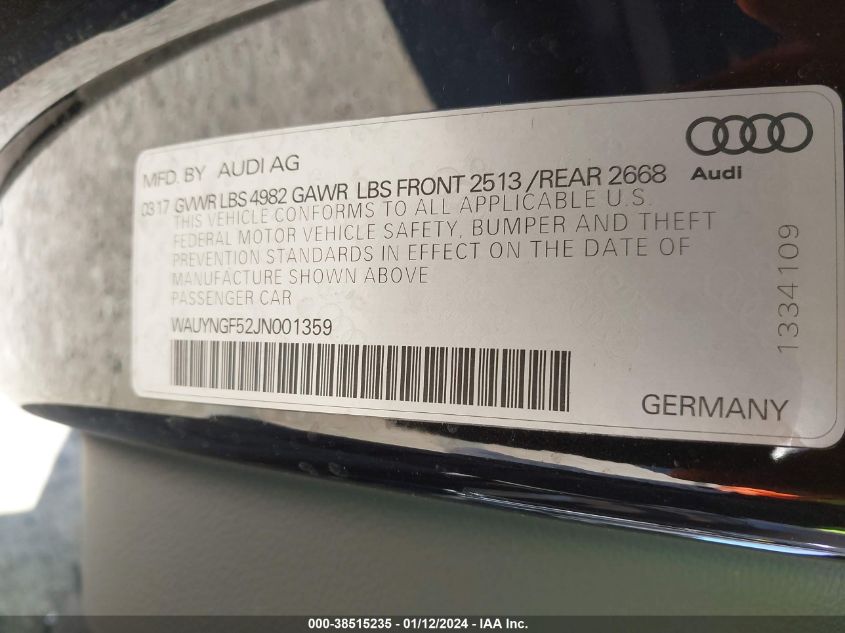 MFD. BY AUDI AG
0317 GVWR LBS 4982 GAWR LBS FRONT 2513 /REAR 2668
THIS VEHICLE CONFORMS TO ALL APPLICABLE U.S.
FEDERAL MOTOR VEHICLE SAFETY, BUMPER AND THEFT
PREVENTION STANDARDS IN EFFECT ON THE DATE OF
MANUFACTURE SHOWN ABOVE
PASSENGER CAR
WAUYNGF52JN001359
Audi
1334109
GERMANY
000-38515235 - 01/12/2024 - IAA Inc.